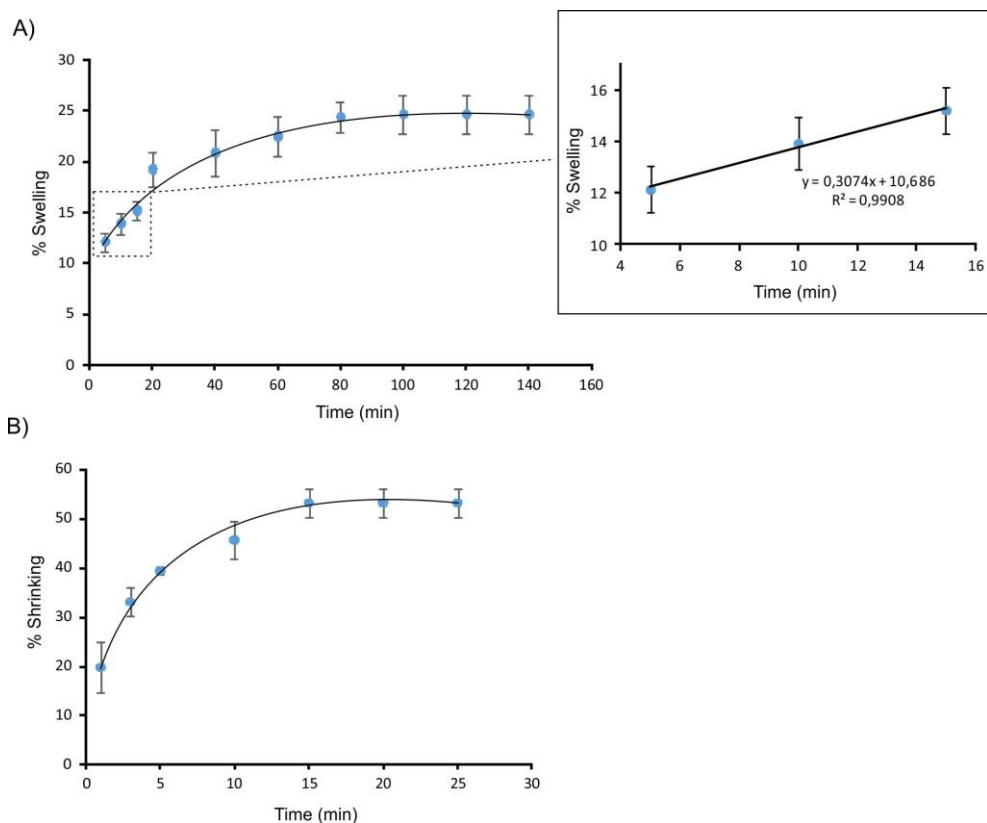 A)
% Swelling
30
25
20
15
10
5
0
0 20 40 60 80 100 120 140 160
Time (min)
% Swelling
16
14
12
10
y = 0,3074x + 10,686
R² = 0,9908
4 6 8 10 12 14 16
Time (min)
B)
% Shrinking
60
50
40
30
20
10
0
0 5 10 15 20 25 30
Time (min)